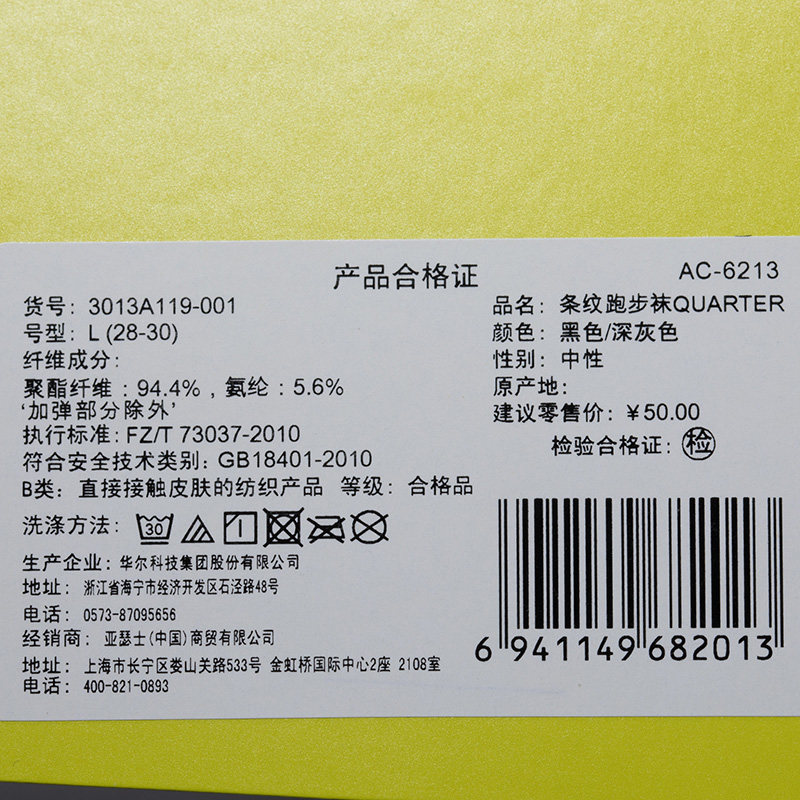 产品合格证
AC-6213
货号：3013A119-001
号型：L (28-30)
纤维成分：
聚酯纤维：94.4%，氨纶：5.6%
‘加弹部分除外’
执行标准：FZ/T 73037-2010
符合安全技术类别：GB18401-2010
B类：直接接触皮肤的纺织产品 等级：合格品
洗涤方法：30
品名：条纹跑步袜QUARTER
颜色：黑色/深灰色
性别：中性
原产地：
建议零售价：￥50.00
检验合格证：检
生产企业：华尔科技集团股份有限公司
地址：浙江省海宁市经济开发区石泾路48号
电话：0573-87095656
经销商：亚瑟士(中国)商贸有限公司
地址：上海市长宁区娄山关路533号 金虹桥国际中心2座 2108室
电话：400-821-0893
6 941149 682013